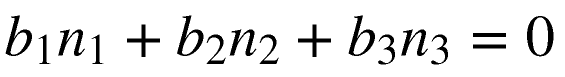 b₁n₁ + b₂n₂ + b₃n₃ = 0